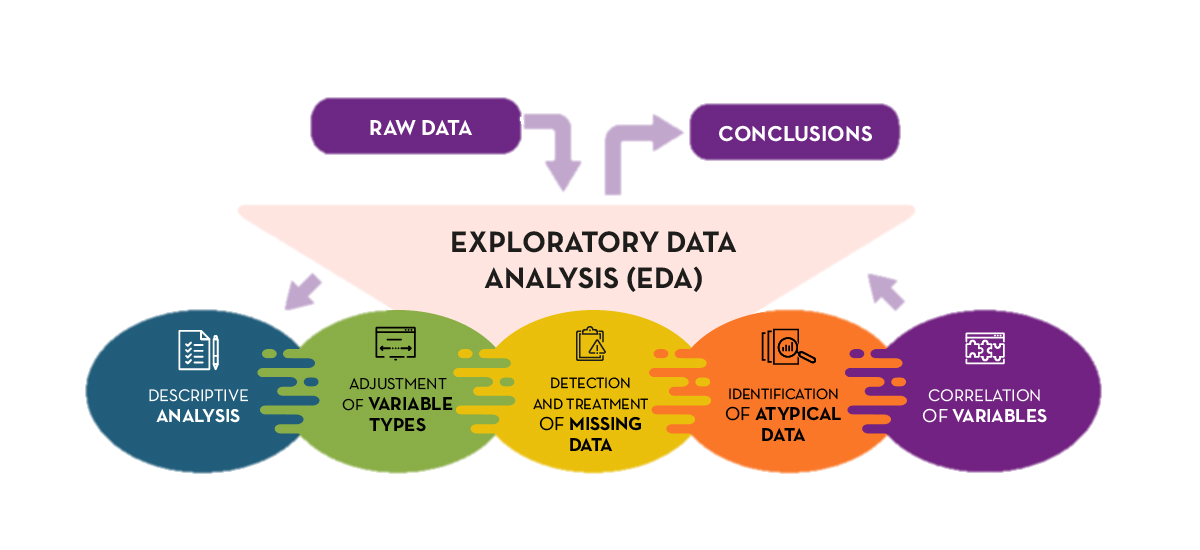 RAW DATA
CONCLUSIONS
EXPLORATORY DATA
ANALYSIS (EDA)
DESCRIPTIVE
ANALYSIS
ADJUSTMENT
OF VARIABLE
TYPES
DETECTION
AND TREATMENT
OF MISSING
DATA
IDENTIFICATION
OF ATYPICAL
DATA
CORRELATION
OF VARIABLES